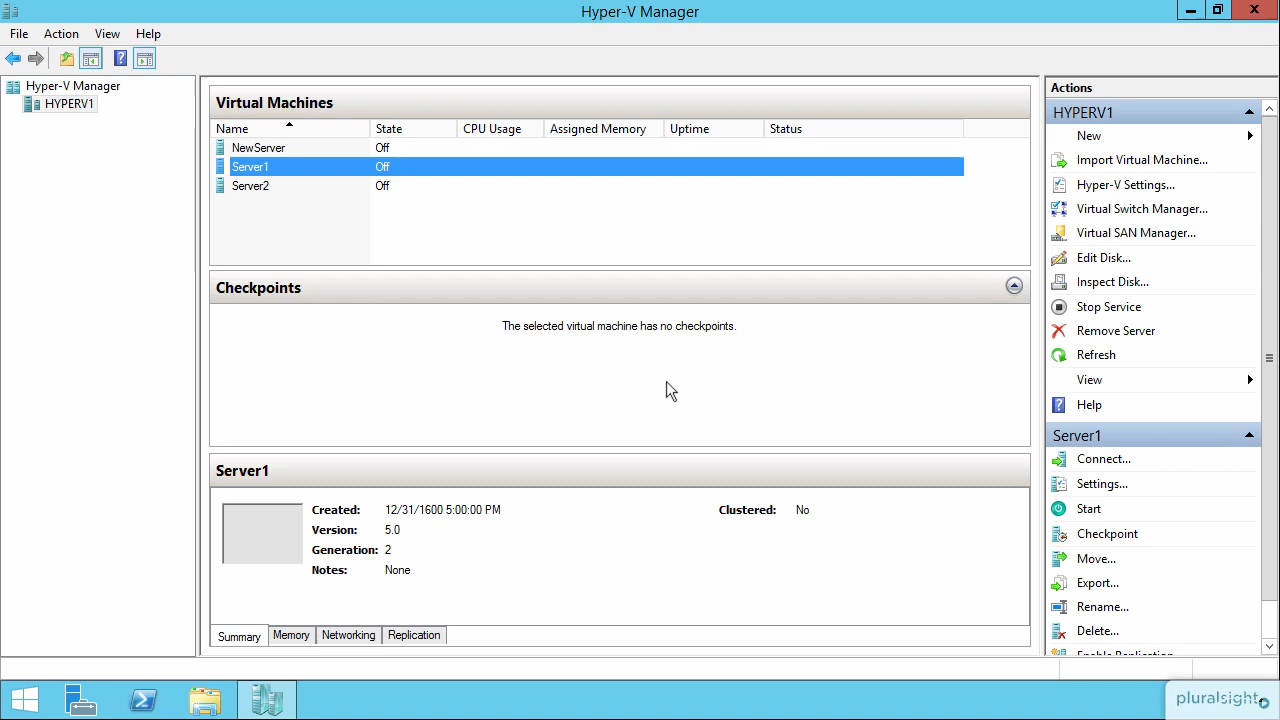 Hyper-V Manager
File Action View Help
Hyper-V Manager
HYPERV1
Virtual Machines
Name State CPU Usage Assigned Memory Uptime Status
NewServer Off
Server1 Off
Server2 Off
Checkpoints
The selected virtual machine has no checkpoints.
Server1
Created: 12/31/1600 5:00:00 PM Clustered: No
Version: 5.0
Generation: 2
Notes: None
Summary Memory Networking Replication
Actions
HYPERV1
New
Import Virtual Machine...
Hyper-V Settings...
Virtual Switch Manager...
Virtual SAN Manager...
Edit Disk...
Inspect Disk...
Stop Service
Remove Server
Refresh
View
Help
Server1
Connect...
Settings...
Start
Checkpoint
Move...
Export...
Rename...
Delete...
Enable Replication
pluralsight